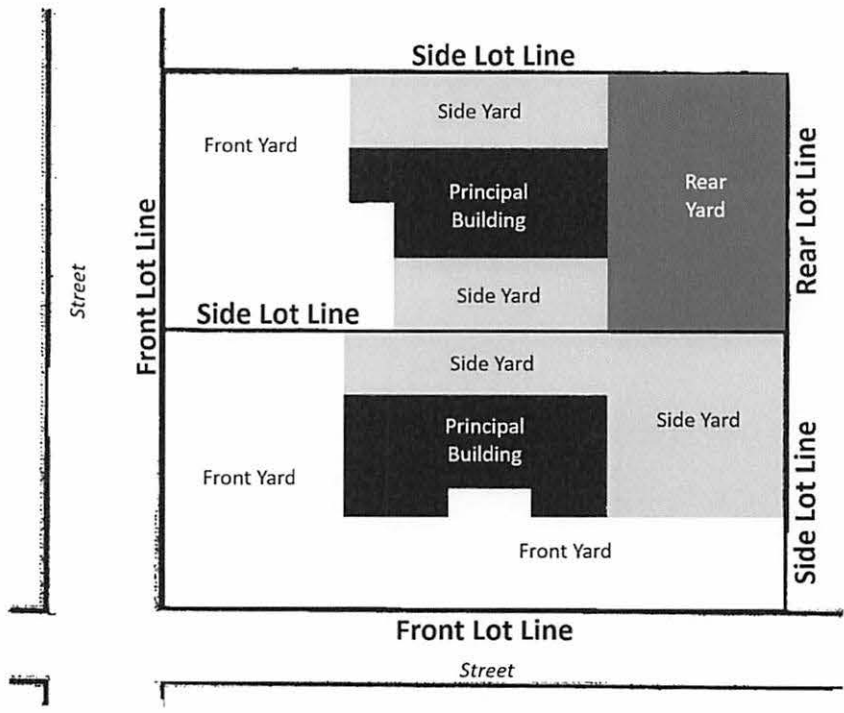 Side Lot Line
Side Yard
Front Yard
Principal
Building
Rear
Yard
Rear Lot Line
Front Lot Line
Street
Side Yard
Side Lot Line
Side Yard
Side Yard
Principal
Building
Front Yard
Side Lot Line
Front Yard
Front Lot Line
Street